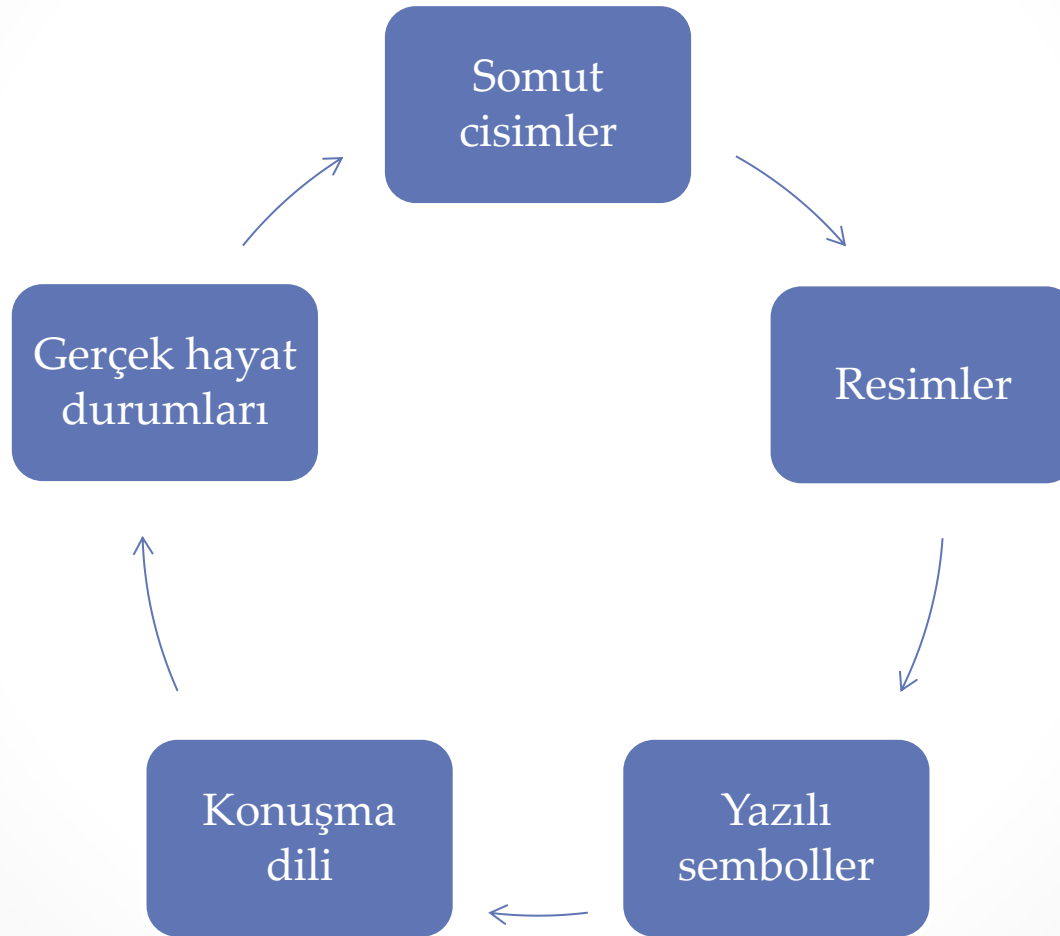 Somut
cisimler
Resimler
Yazılı
semboller
Konuşma
dili
Gerçek hayat
durumları